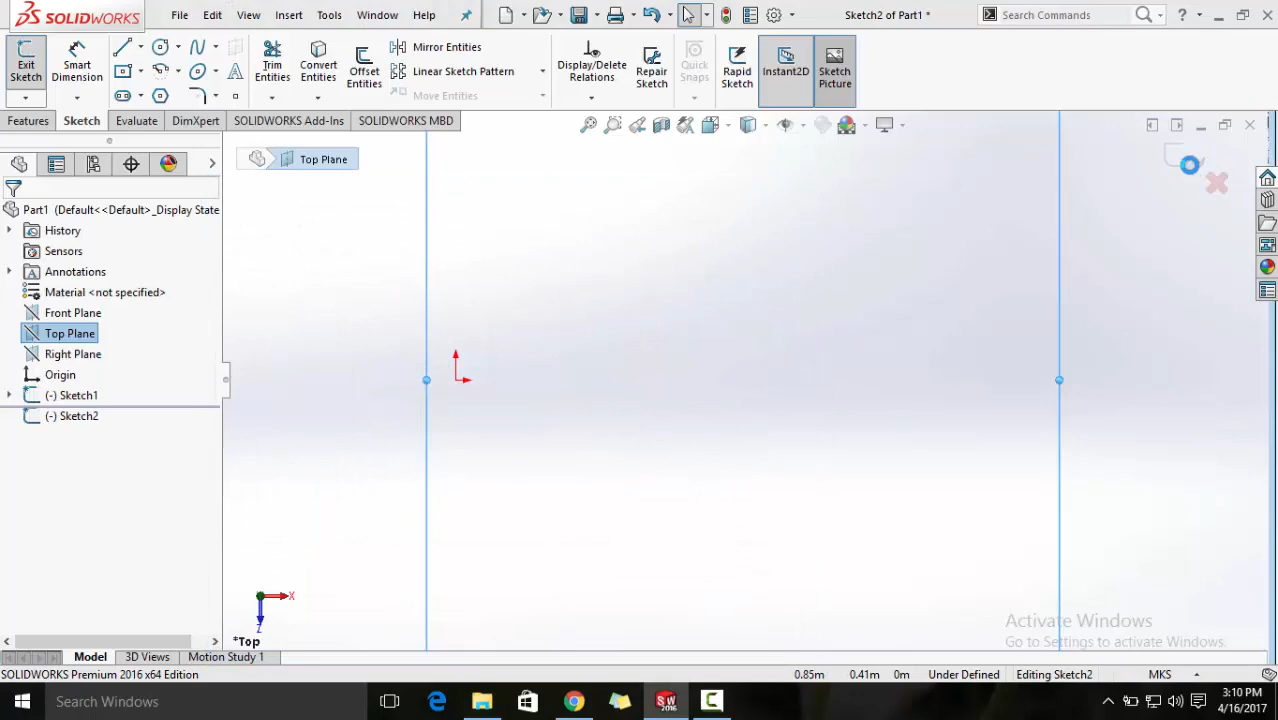 SOLIDWORKS File Edit View Insert Tools Window Help Sketch2 of Part1 * Search Commands ?
Exit Sketch Smart Dimension Trim Entities Convert Entities Offset Entities Mirror Entities Linear Sketch Pattern Move Entities Display/Delete Relations Repair Sketch Quick Snaps Rapid Sketch Instant2D Sketch Picture
Features Sketch Evaluate DimXpert SOLIDWORKS Add-Ins SOLIDWORKS MBD
Top Plane
Part1 (Default<<Default>_Display State
History
Sensors
Annotations
Material <not specified>
Front Plane
Top Plane
Right Plane
Origin
(-) Sketch1
(-) Sketch2
X
Z
*Top
Activate Windows
Go to Settings to activate Windows.
Model 3D Views Motion Study 1
SOLIDWORKS Premium 2016 x64 Edition 0.85m 0.41m 0m Under Defined Editing Sketch2 MKS
Search Windows SW 2016 3:10 PM
4/16/2017